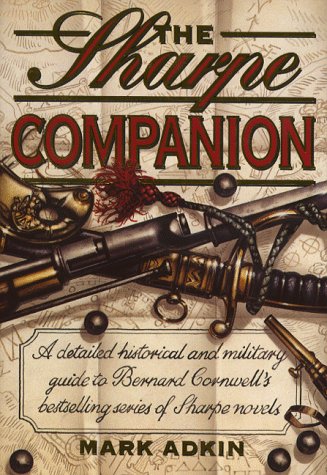 THE
Sharpe
COMPANION
A detailed historical and military
guide to Bernard Cornwell's
bestselling series of Sharpe novels
MARK ADKIN